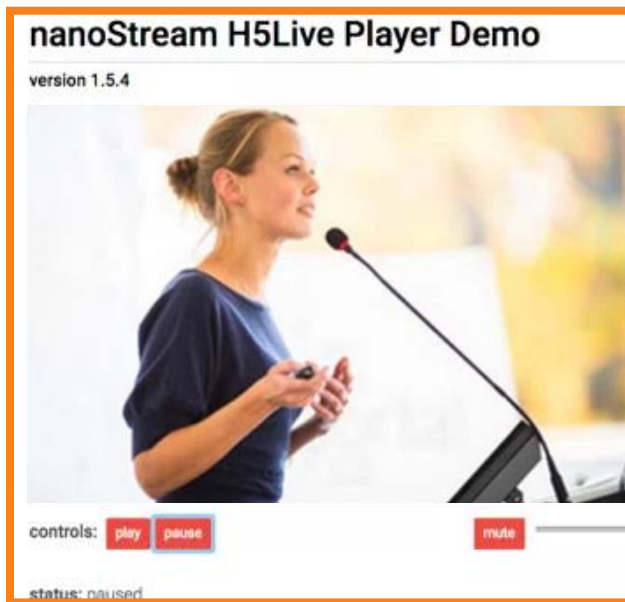 nanoStream H5Live Player Demo
version 1.5.4
controls: play pause mute
status: paused